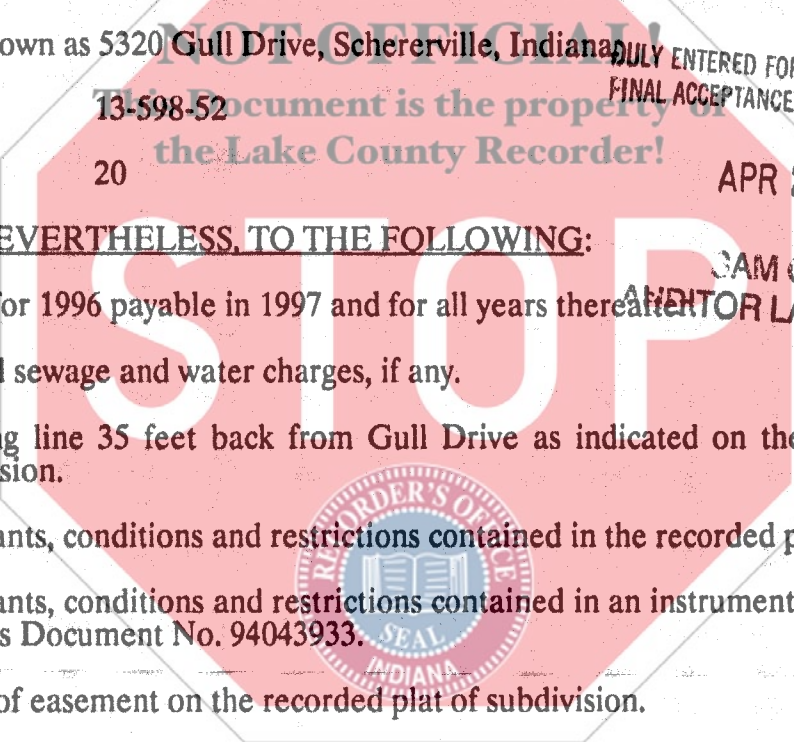 own as 5320 Gull Drive, Schererville, Indiana
NOT OFFICIAL!
This Document is the property of
the Lake County Recorder!
STOP
DULY ENTERED FOR
FINAL ACCEPTANCE
13-598-52
20
APR
EVERTHELESS, TO THE FOLLOWING:
SAM
AUDITOR LA
or 1996 payable in 1997 and for all years thereafter.
l sewage and water charges, if any.
g line 35 feet back from Gull Drive as indicated on the
sion.
ants, conditions and restrictions contained in the recorded p
ants, conditions and restrictions contained in an instrument
s Document No. 94043933.
of easement on the recorded plat of subdivision.
RECORDER'S OFFICE
SEAL
INDIANA